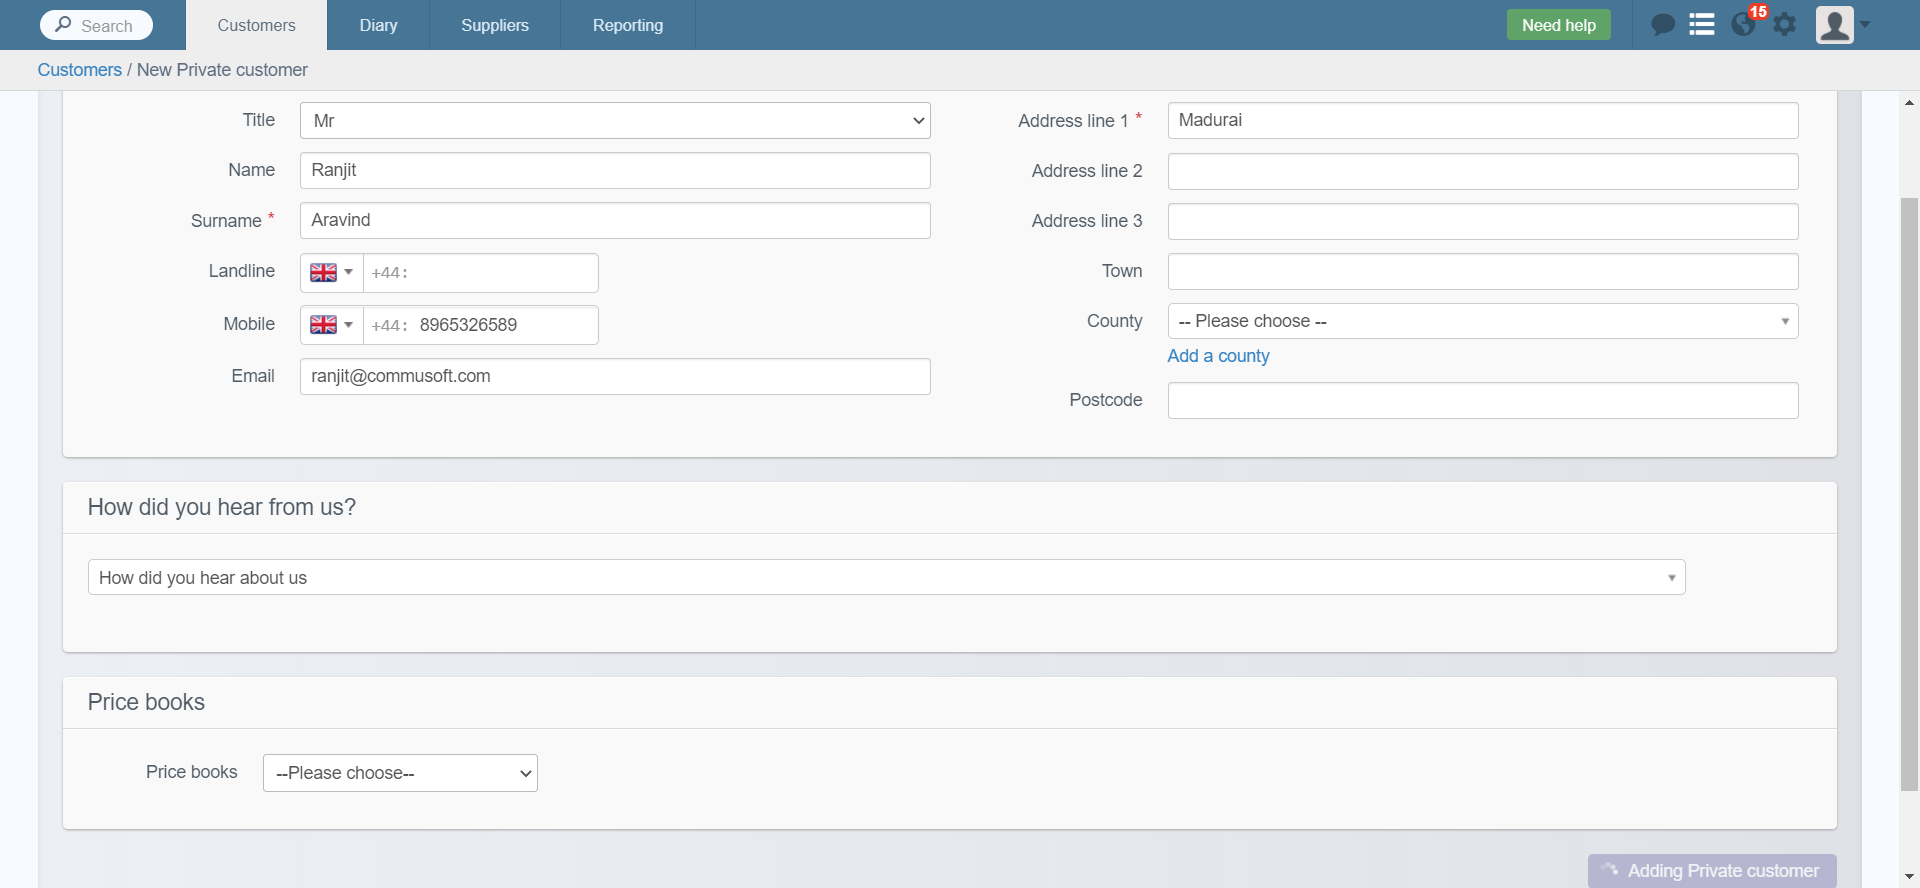 Search
Customers
Diary
Suppliers
Reporting
Need help
15
Customers / New Private customer
Title
Mr
Name
Ranjit
Surname *
Aravind
Landline
+44:
Mobile
+44: 8965326589
Email
ranjit@commusoft.com
Address line 1 *
Madurai
Address line 2
Address line 3
Town
County
-- Please choose --
Add a county
Postcode
How did you hear from us?
How did you hear about us
Price books
Price books
--Please choose--
Adding Private customer